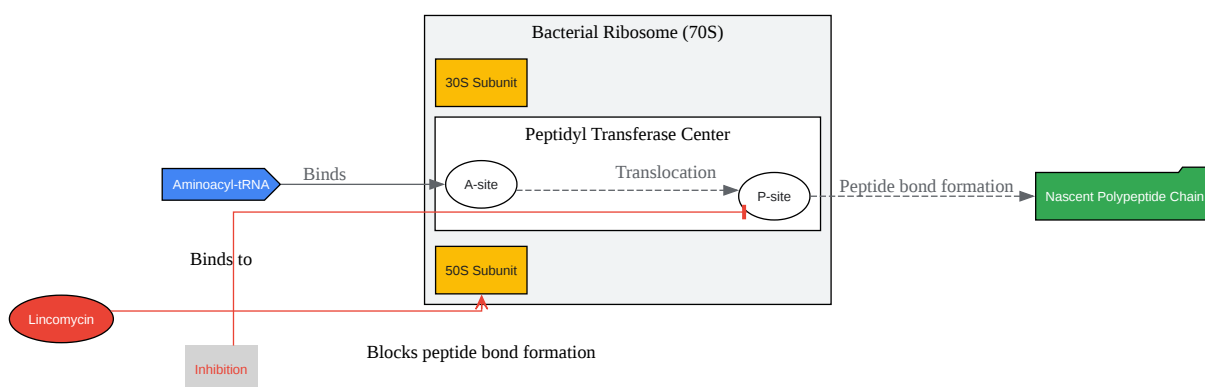 Bacterial Ribosome (70S)
30S Subunit
Peptidyl Transferase Center
Aminoacyl-tRNA
Binds
A-site
Translocation
P-site
Peptide bond formation
Nascent Polypeptide Chain
Binds to
50S Subunit
Lincomycin
Blocks peptide bond formation
Inhibition